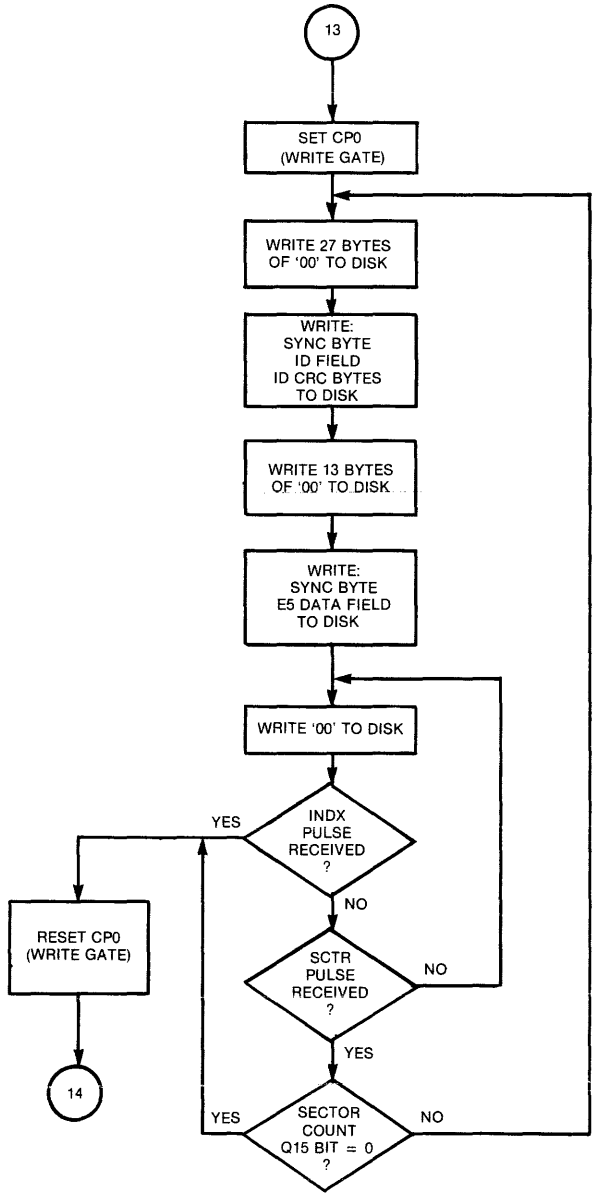 13
SET CP0
(WRITE GATE)
WRITE 27 BYTES
OF '00' TO DISK
WRITE:
SYNC BYTE
ID FIELD
ID CRC BYTES
TO DISK
WRITE 13 BYTES
OF '00' TO DISK
WRITE:
SYNC BYTE
E5 DATA FIELD
TO DISK
WRITE '00' TO DISK
YES
INDX
PULSE
RECEIVED
?
NO
RESET CP0
(WRITE GATE)
SCTR
PULSE
RECEIVED
?
NO
YES
14
YES
SECTOR
COUNT
Q15 BIT = 0
?
NO